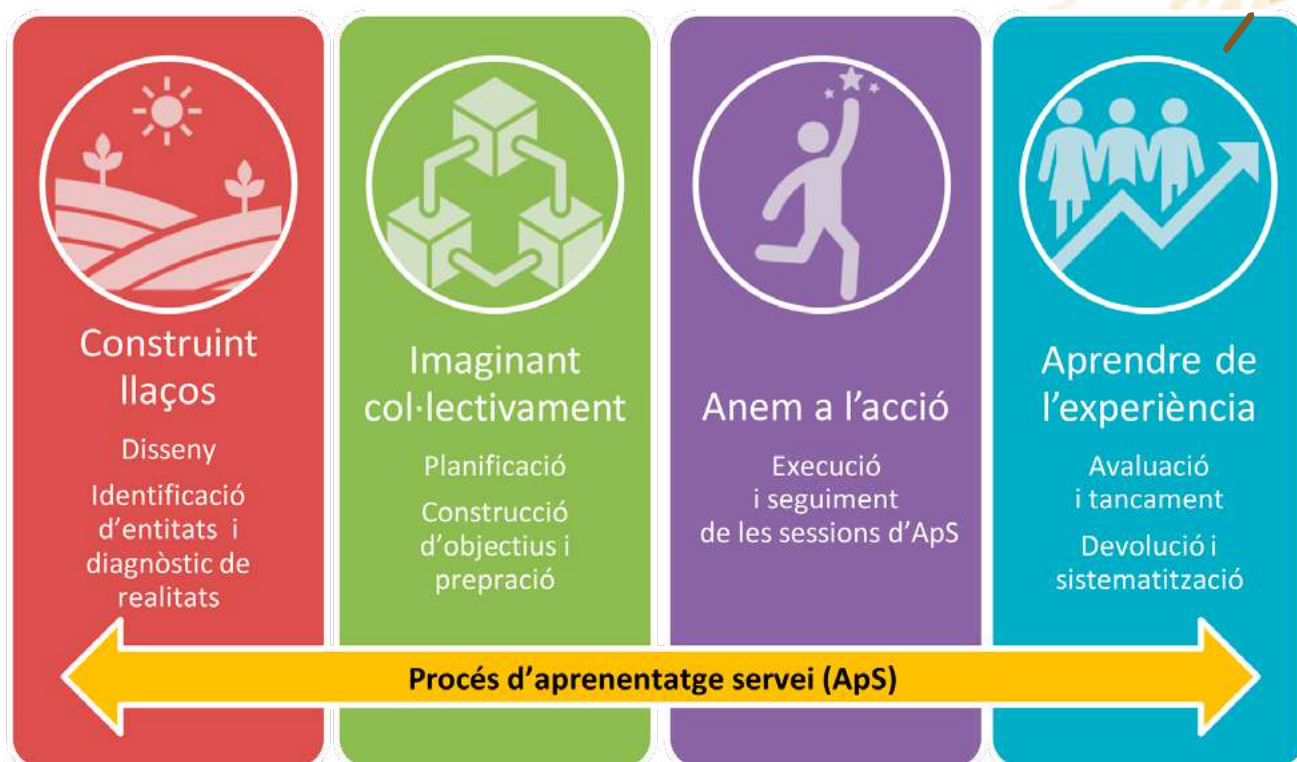 Construint
llaços
Disseny
Identificació
d'entitats i
diagnòstic de
realitats
Imaginant
col·lectivament
Planificació
Construcció
d'objectius i
prepració
Anem a l'acció
Execució
i seguiment
de les sessions d'ApS
Aprendre de
l'experiència
Avaluació
i tancament
Devolució i
sistematització
Procés d'aprenentatge servei (ApS)